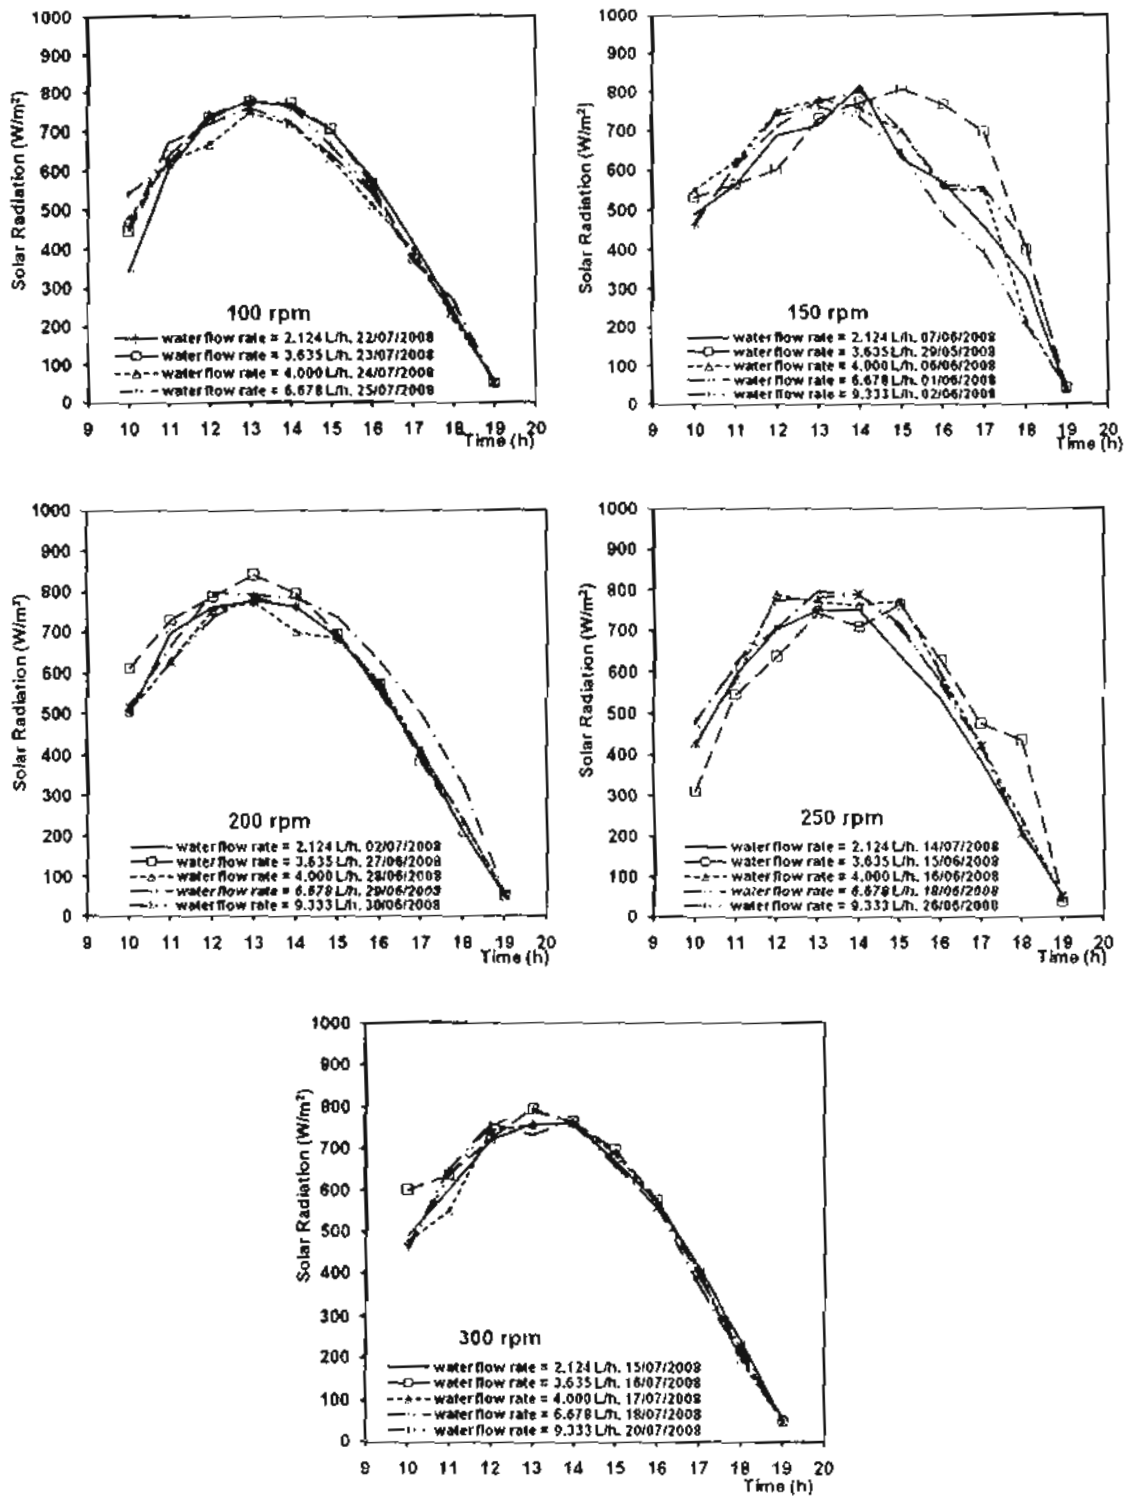 1000
900
800
700
600
500
400
300
200
100
0
Solar Radiation (W/m²)
100 rpm
water flow rate = 2.124 L/h, 22/07/2008
water flow rate = 3.635 L/h, 23/07/2008
water flow rate = 4.000 L/h, 24/07/2008
water flow rate = 6.678 L/h, 25/07/2008
9 10 11 12 13 14 15 16 17 18 19 20
Time (h)
1000
900
800
700
600
500
400
300
200
100
0
Solar Radiation (W/m²)
150 rpm
water flow rate = 2.124 L/h, 07/06/2008
water flow rate = 3.635 L/h, 29/05/2008
water flow rate = 4.000 L/h, 06/06/2008
water flow rate = 6.678 L/h, 01/06/2008
water flow rate = 9.333 L/h, 02/06/2008
9 10 11 12 13 14 15 16 17 18 19 20
Time (h)
1000
900
800
700
600
500
400
300
200
100
0
Solar Radiation (W/m²)
200 rpm
water flow rate = 2.124 L/h, 02/07/2008
water flow rate = 3.635 L/h, 27/06/2008
water flow rate = 4.000 L/h, 28/06/2008
water flow rate = 6.678 L/h, 29/06/2008
water flow rate = 9.333 L/h, 30/06/2008
9 10 11 12 13 14 15 16 17 18 19 20
Time (h)
1000
900
800
700
600
500
400
300
200
100
0
Solar Radiation (W/m²)
250 rpm
water flow rate = 2.124 L/h, 14/07/2008
water flow rate = 3.635 L/h, 15/06/2008
water flow rate = 4.000 L/h, 16/06/2008
water flow rate = 6.678 L/h, 18/06/2008
water flow rate = 9.333 L/h, 26/06/2008
9 10 11 12 13 14 15 16 17 18 19 20
Time (h)
1000
900
800
700
600
500
400
300
200
100
0
Solar Radiation (W/m²)
300 rpm
water flow rate = 2.124 L/h, 15/07/2008
water flow rate = 3.635 L/h, 16/07/2008
water flow rate = 4.000 L/h, 17/07/2008
water flow rate = 6.678 L/h, 18/07/2008
water flow rate = 9.333 L/h, 20/07/2008
9 10 11 12 13 14 15 16 17 18 19 20
Time (h)